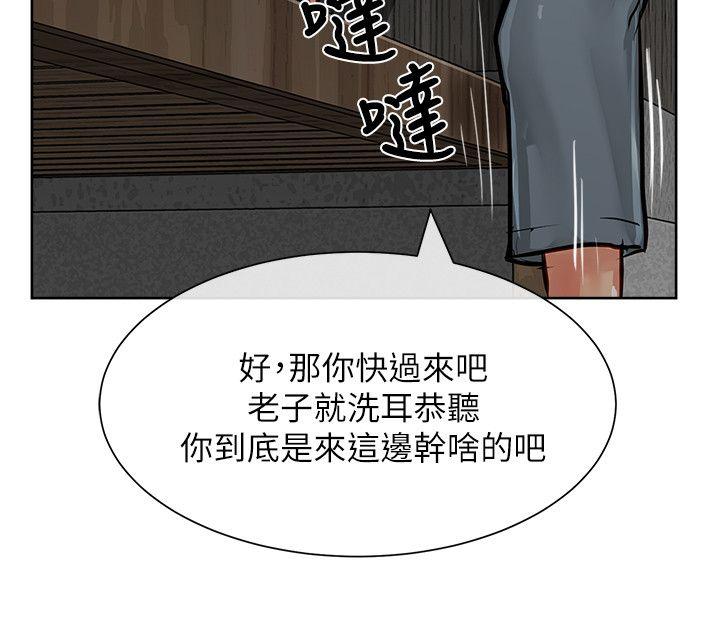 噠
噠
好，那你快過來吧
老子就洗耳恭聽
你到底是來這邊幹啥的吧